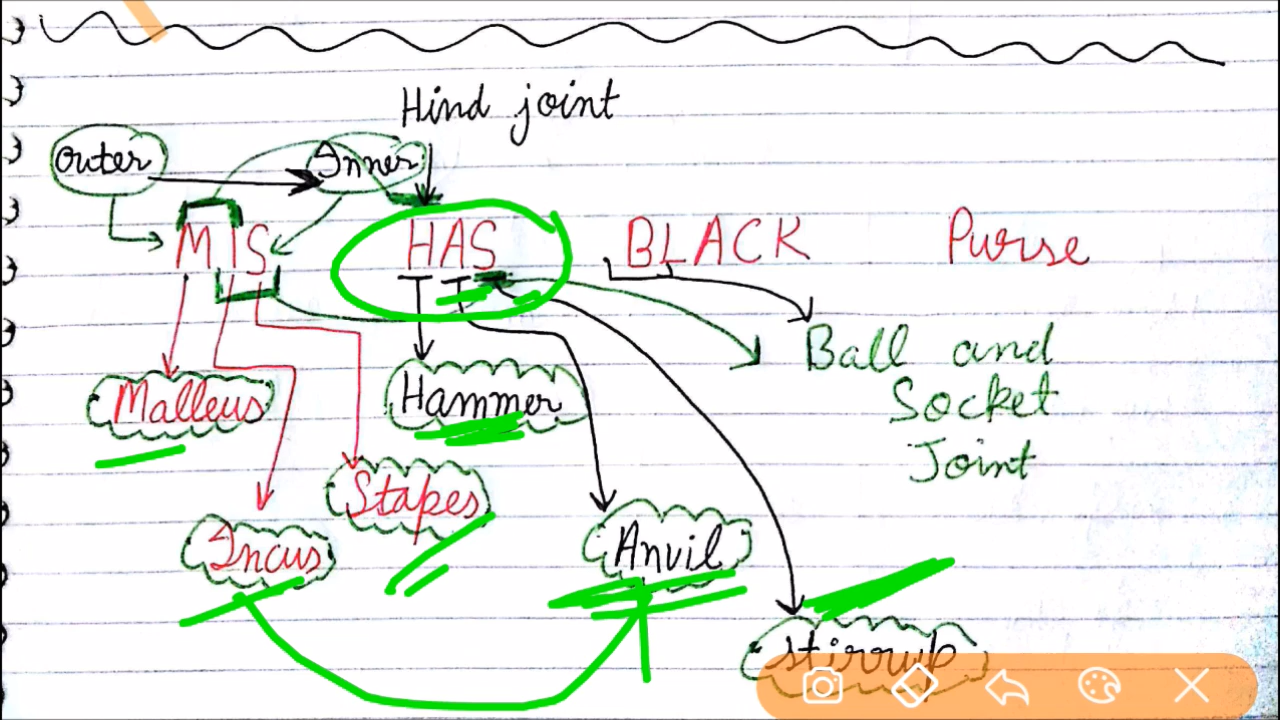 Hind joint
Outer
Inner
MIS
HAS
BLACK
Purse
Ball and
Socket
Joint
Malleus
Hammer
Stapes
Incus
Anvil
stirrup